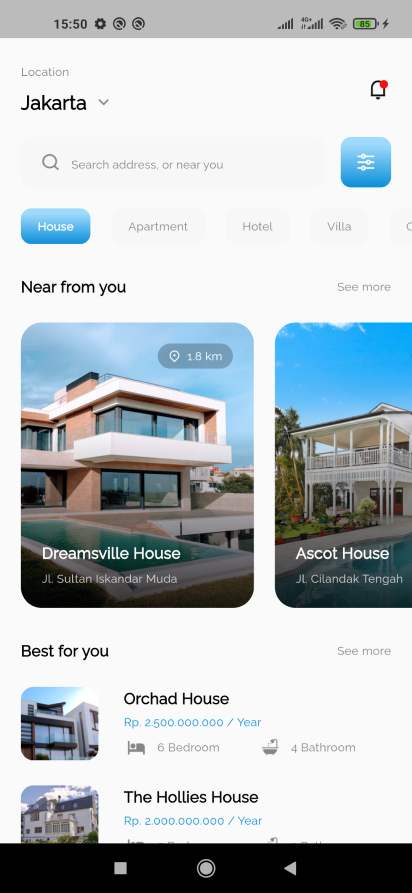 15:50
4G+
85
Location
Jakarta
Search address, or near you
House
Apartment
Hotel
Villa
Near from you
See more
1.8 km
Dreamsville House
Jl. Sultan Iskandar Muda
Ascot House
Jl. Cilandak Tengah
Best for you
See more
Orchad House
Rp. 2.500.000.000 / Year
6 Bedroom
4 Bathroom
The Hollies House
Rp. 2.000.000.000 / Year